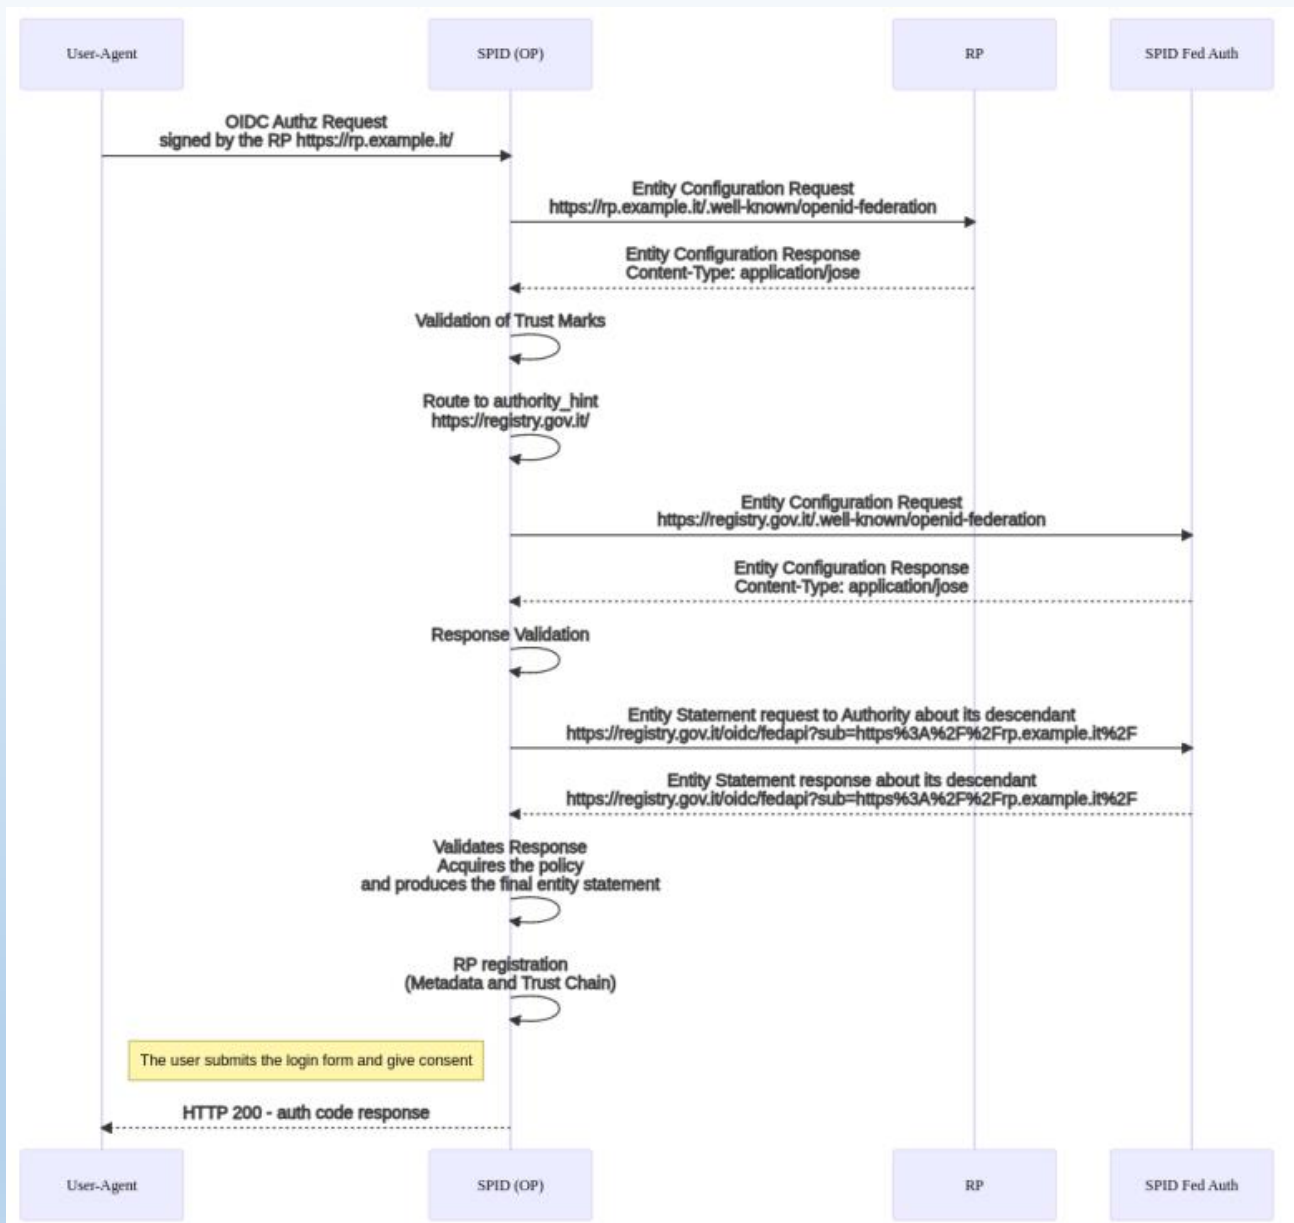 User-Agent
SPID (OP)
RP
SPID Fed Auth
OIDC Authz Request
signed by the RP https://rp.example.it/
Entity Configuration Request
https://rp.example.it/.well-known/openid-federation
Entity Configuration Response
Content-Type: application/jose
Validation of Trust Marks
Route to authority_hint
https://registry.gov.it/
Entity Configuration Request
https://registry.gov.it/.well-known/openid-federation
Entity Configuration Response
Content-Type: application/jose
Response Validation
Entity Statement request to Authority about its descendant
https://registry.gov.it/oidc/fedapi?sub=https%3A%2F%2Frp.example.it%2F
Entity Statement response about its descendant
https://registry.gov.it/oidc/fedapi?sub=https%3A%2F%2Frp.example.it%2F
Validates Response
Acquires the policy
and produces the final entity statement
RP registration
(Metadata and Trust Chain)
The user submits the login form and give consent
HTTP 200 - auth code response
User-Agent
SPID (OP)
RP
SPID Fed Auth